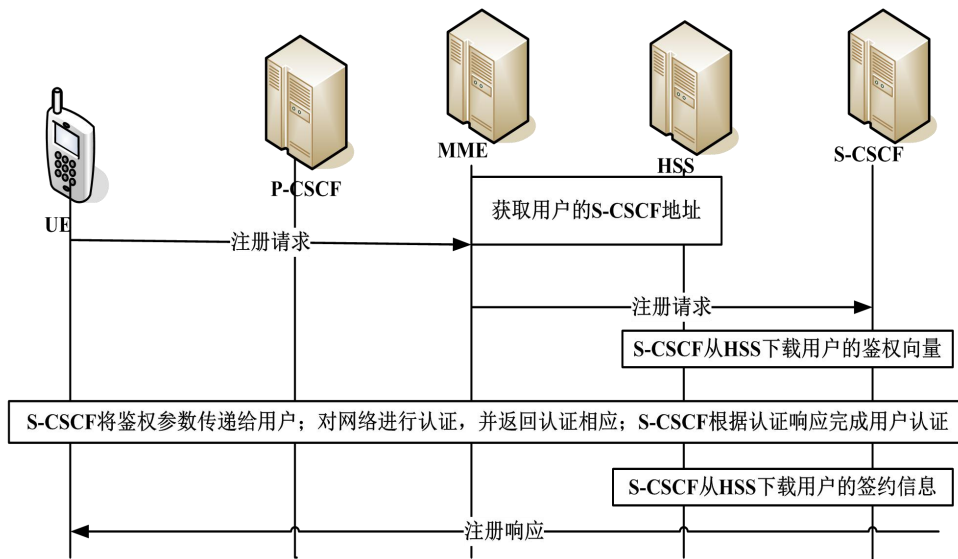 MME
S-CSCF
HSS
P-CSCF
UE
获取用户的S-CSCF地址
注册请求
注册请求
S-CSCF从HSS下载用户的鉴权向量
S-CSCF将鉴权参数传递给用户；对网络进行认证，并返回认证相应；S-CSCF根据认证响应完成用户认证
S-CSCF从HSS下载用户的签约信息
注册响应